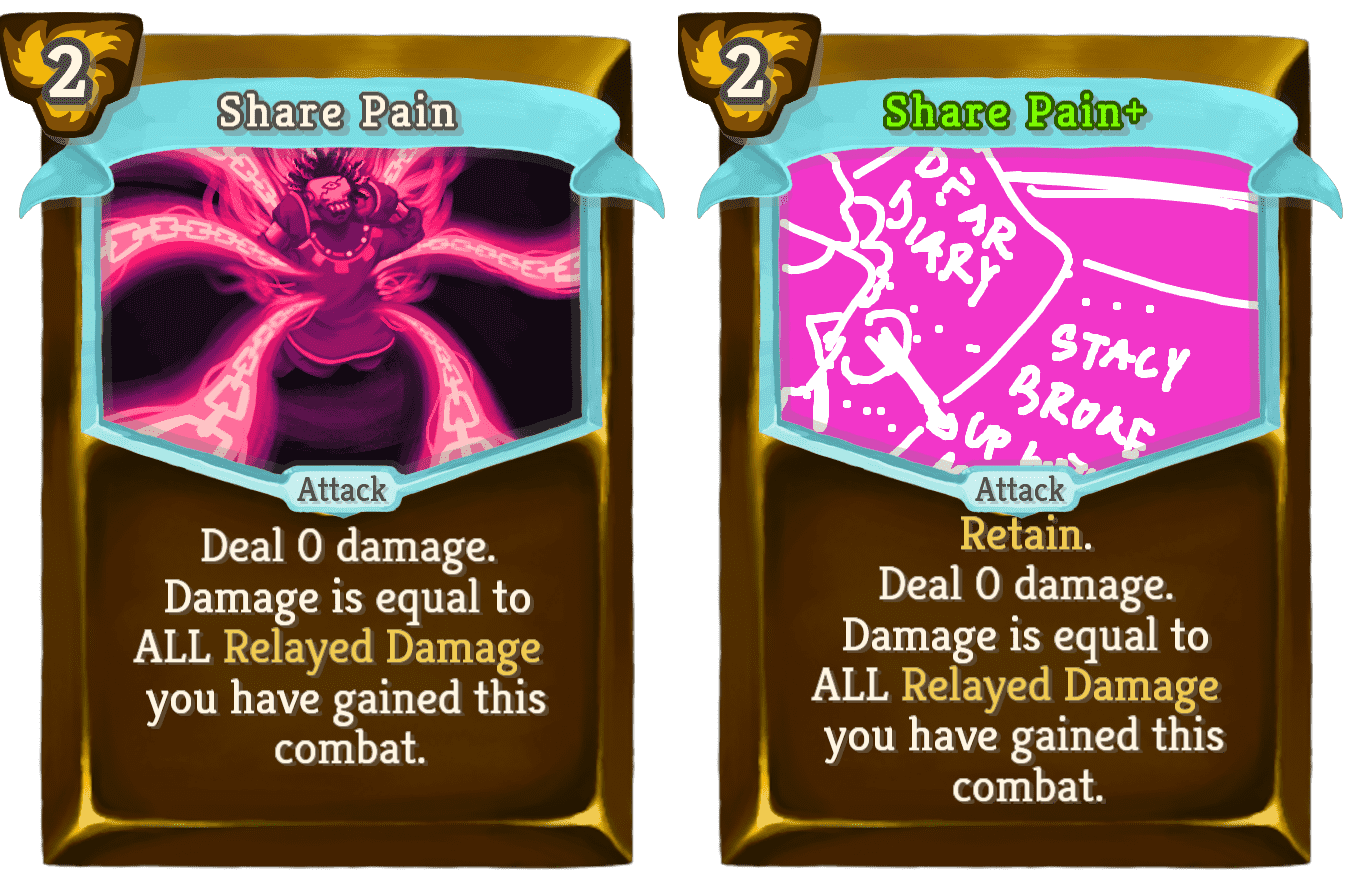 2
Share Pain
Attack
Deal 0 damage.
Damage is equal to
ALL Relayed Damage
you have gained this
combat.
2
Share Pain+
DEAR
JIARY
STACY
BROKE
UP
Attack
Retain.
Deal 0 damage.
Damage is equal to
ALL Relayed Damage
you have gained this
combat.